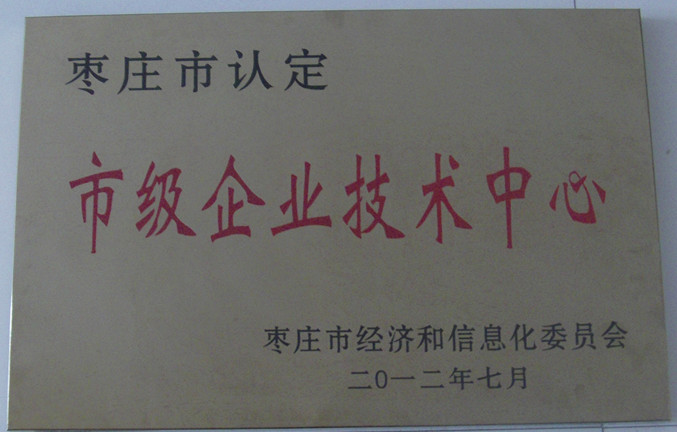 枣庄市认定
市级企业技术中心
枣庄市经济和信息化委员会
二0一二年七月